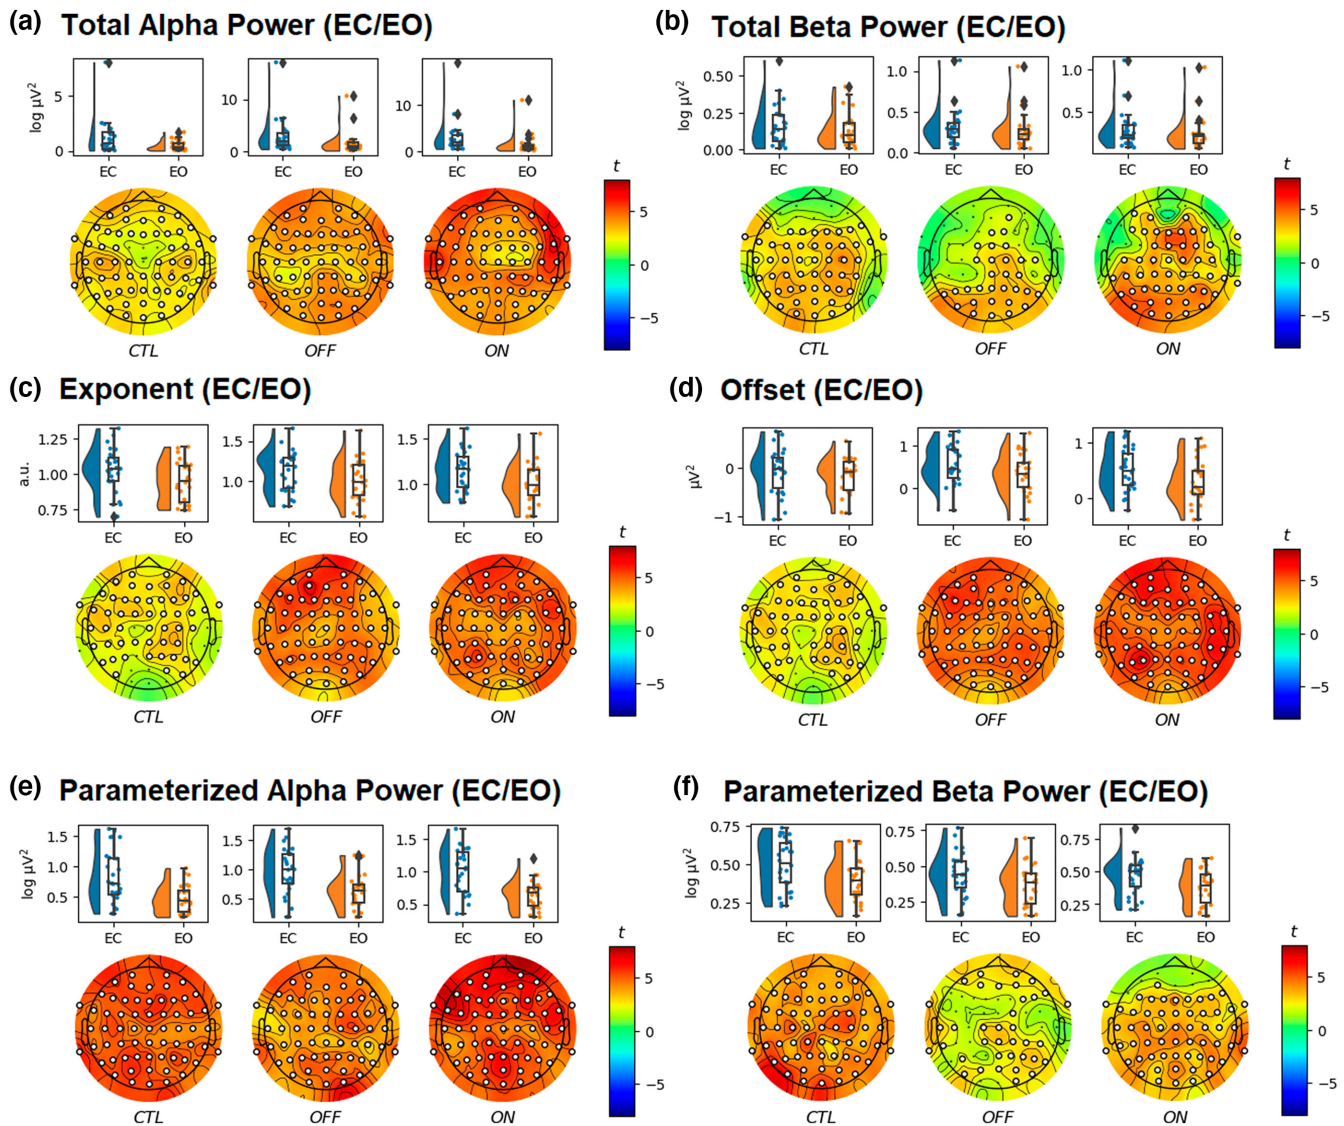 (a) Total Alpha Power (EC/EO)
(b) Total Beta Power (EC/EO)
log µV²
5
0
EC EO
10
0
EC EO
10
0
EC EO
log µV²
0.50
0.25
0.00
EC EO
1.0
0.5
0.0
EC EO
1.0
0.5
EC EO
t
5
0
−5
t
5
0
−5
CTL OFF ON
CTL OFF ON
(c) Exponent (EC/EO)
(d) Offset (EC/EO)
a.u.
1.25
1.00
0.75
EC EO
1.5
1.0
EC EO
1.5
1.0
EC EO
µV²
0
−1
EC EO
1
0
EC EO
1
0
EC EO
t
5
0
−5
t
5
0
−5
CTL OFF ON
CTL OFF ON
(e) Parameterized Alpha Power (EC/EO)
(f) Parameterized Beta Power (EC/EO)
log µV²
1.5
1.0
0.5
EC EO
1.5
1.0
0.5
EC EO
1.5
1.0
0.5
EC EO
log µV²
0.75
0.50
0.25
EC EO
0.75
0.50
0.25
EC EO
0.75
0.50
0.25
EC EO
t
5
0
−5
t
5
0
−5
CTL OFF ON
CTL OFF ON